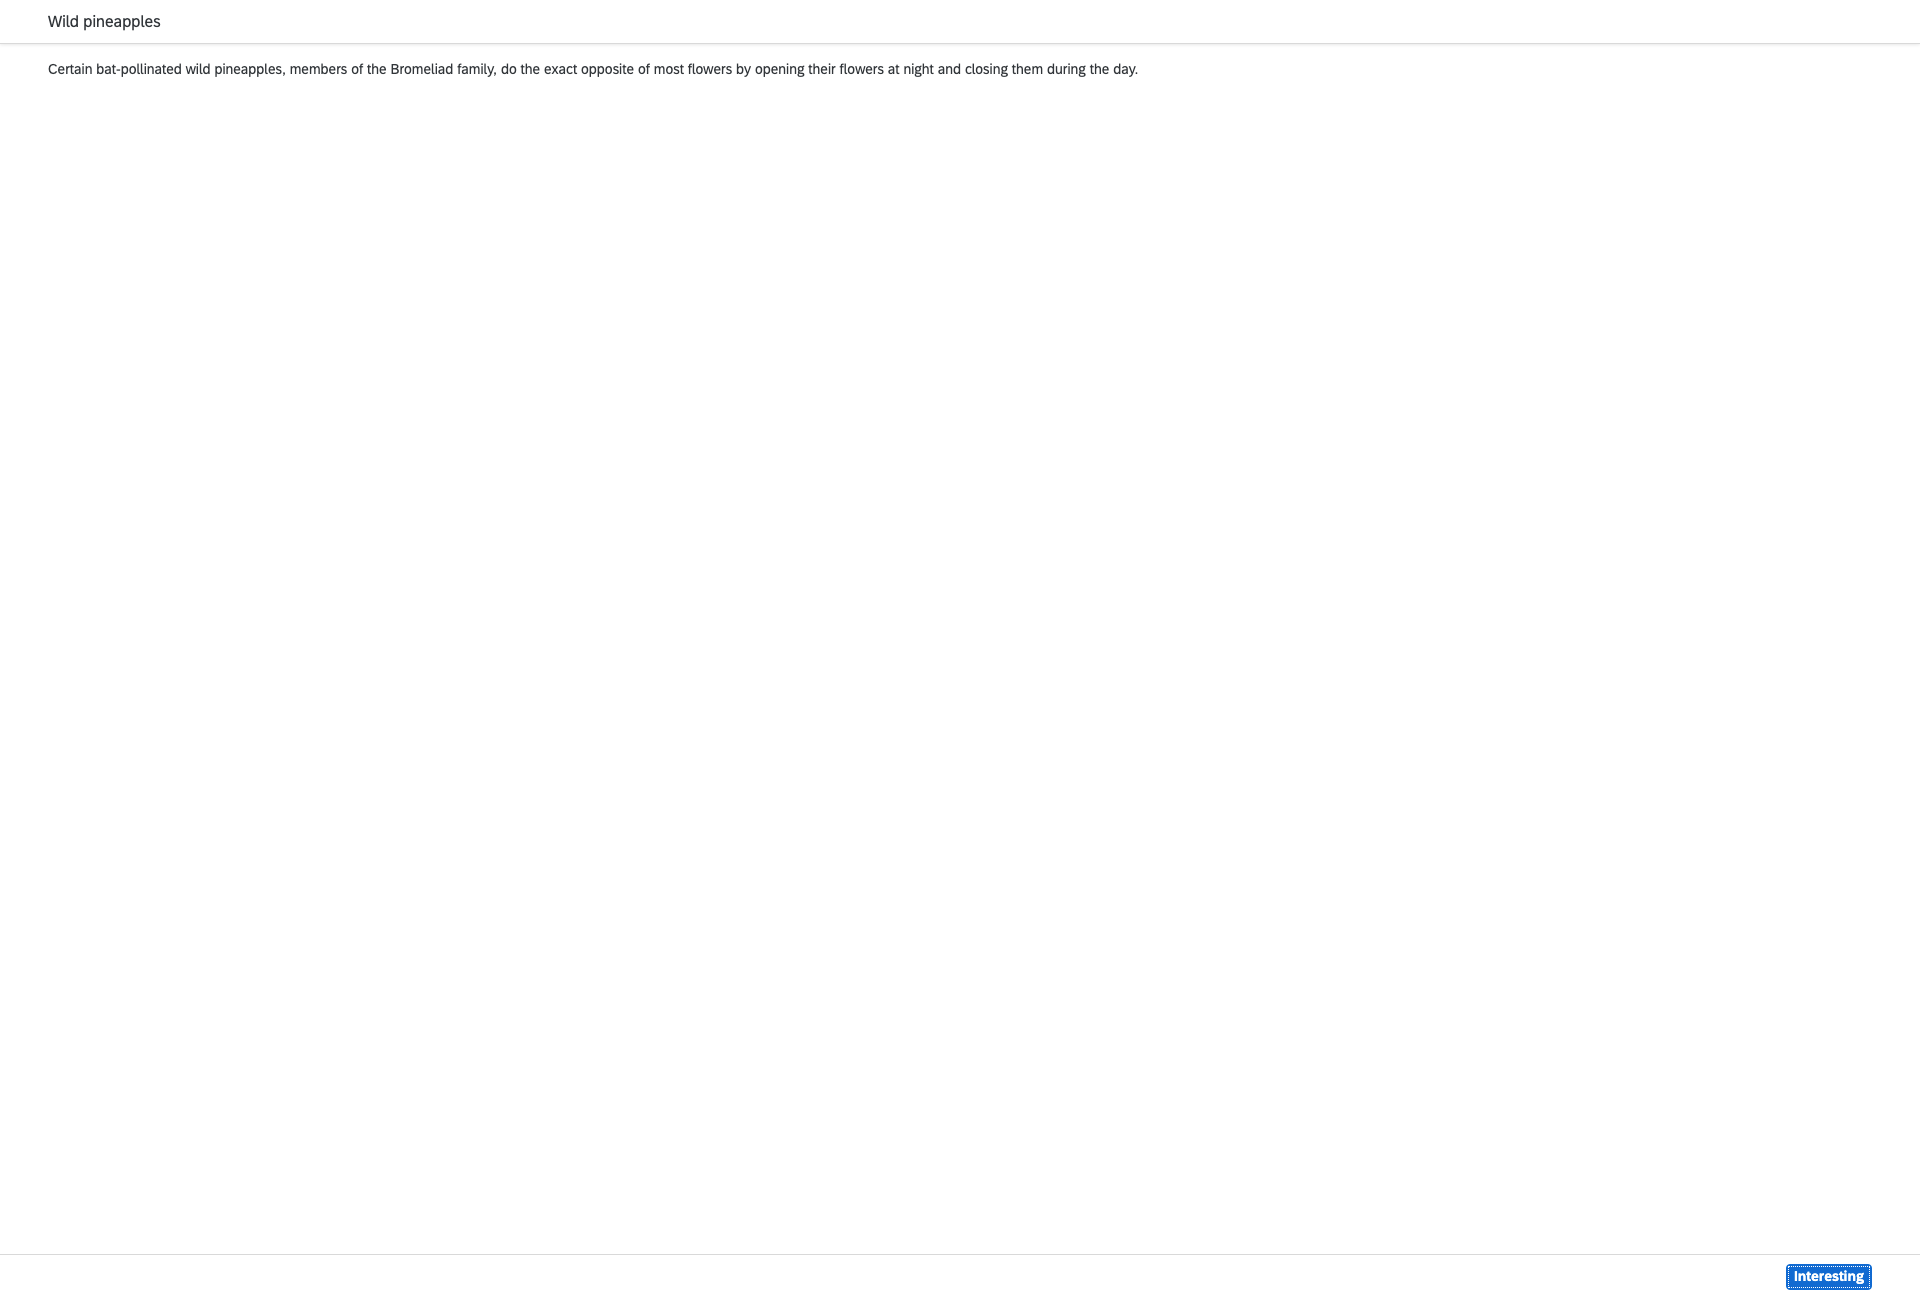 Wild pineapples
Certain bat-pollinated wild pineapples, members of the Bromeliad family, do the exact opposite of most flowers by opening their flowers at night and closing them during the day.
Interesting